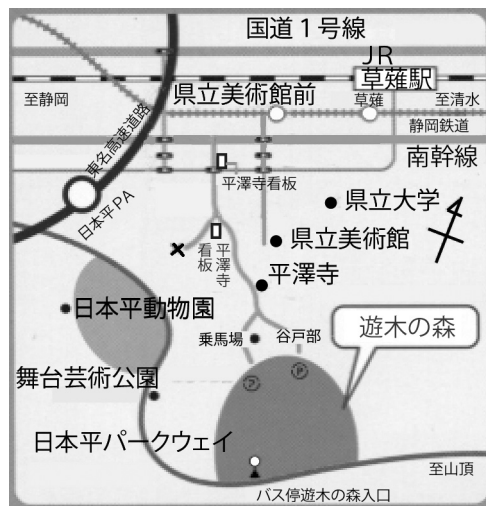 国道１号線
JR
草薙駅
至静岡
県立美術館前
草薙
至清水
静岡鉄道
東名高速道路
南幹線
平澤寺看板
日本平PA
県立大学
平澤寺
看板
県立美術館
平澤寺
日本平動物園
乗馬場
谷戸部
遊木の森
舞台芸術公園
P
P
日本平パークウェイ
至山頂
バス停遊木の森入口